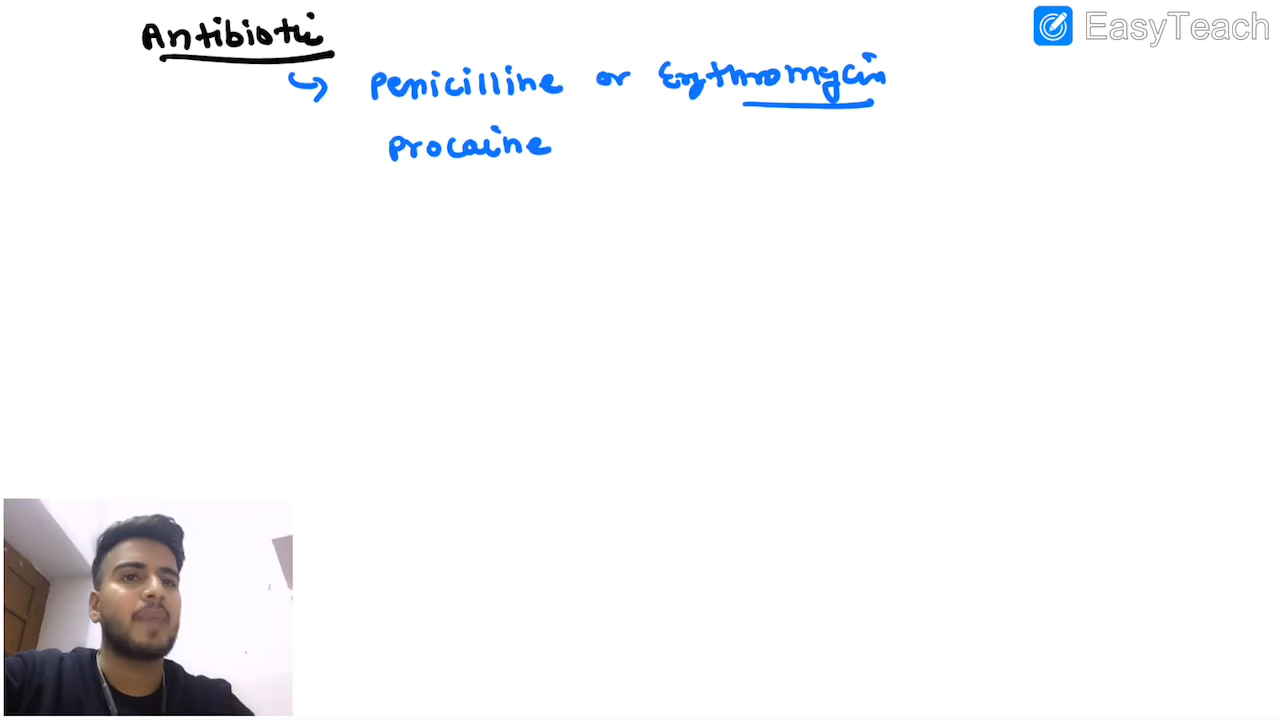 Antibiotic
EasyTeach
↳ Penicilline or Erythromycin
Procaine